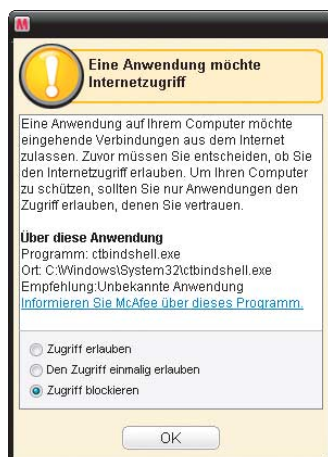 M
Eine Anwendung möchte
Internetzugriff
Eine Anwendung auf Ihrem Computer möchte
eingehende Verbindungen aus dem Internet
zulassen. Zuvor müssen Sie entscheiden, ob Sie
den Internetzugriff erlauben. Um Ihren Computer
zu schützen, sollten Sie nur Anwendungen den
Zugriff erlauben, denen Sie vertrauen.
Über diese Anwendung
Programm: ctbindshell.exe
Ort: C:\Windows\System32\ctbindshell.exe
Empfehlung:Unbekannte Anwendung
Informieren Sie McAfee über dieses Programm.
Zugriff erlauben
Den Zugriff einmalig erlauben
Zugriff blockieren
OK